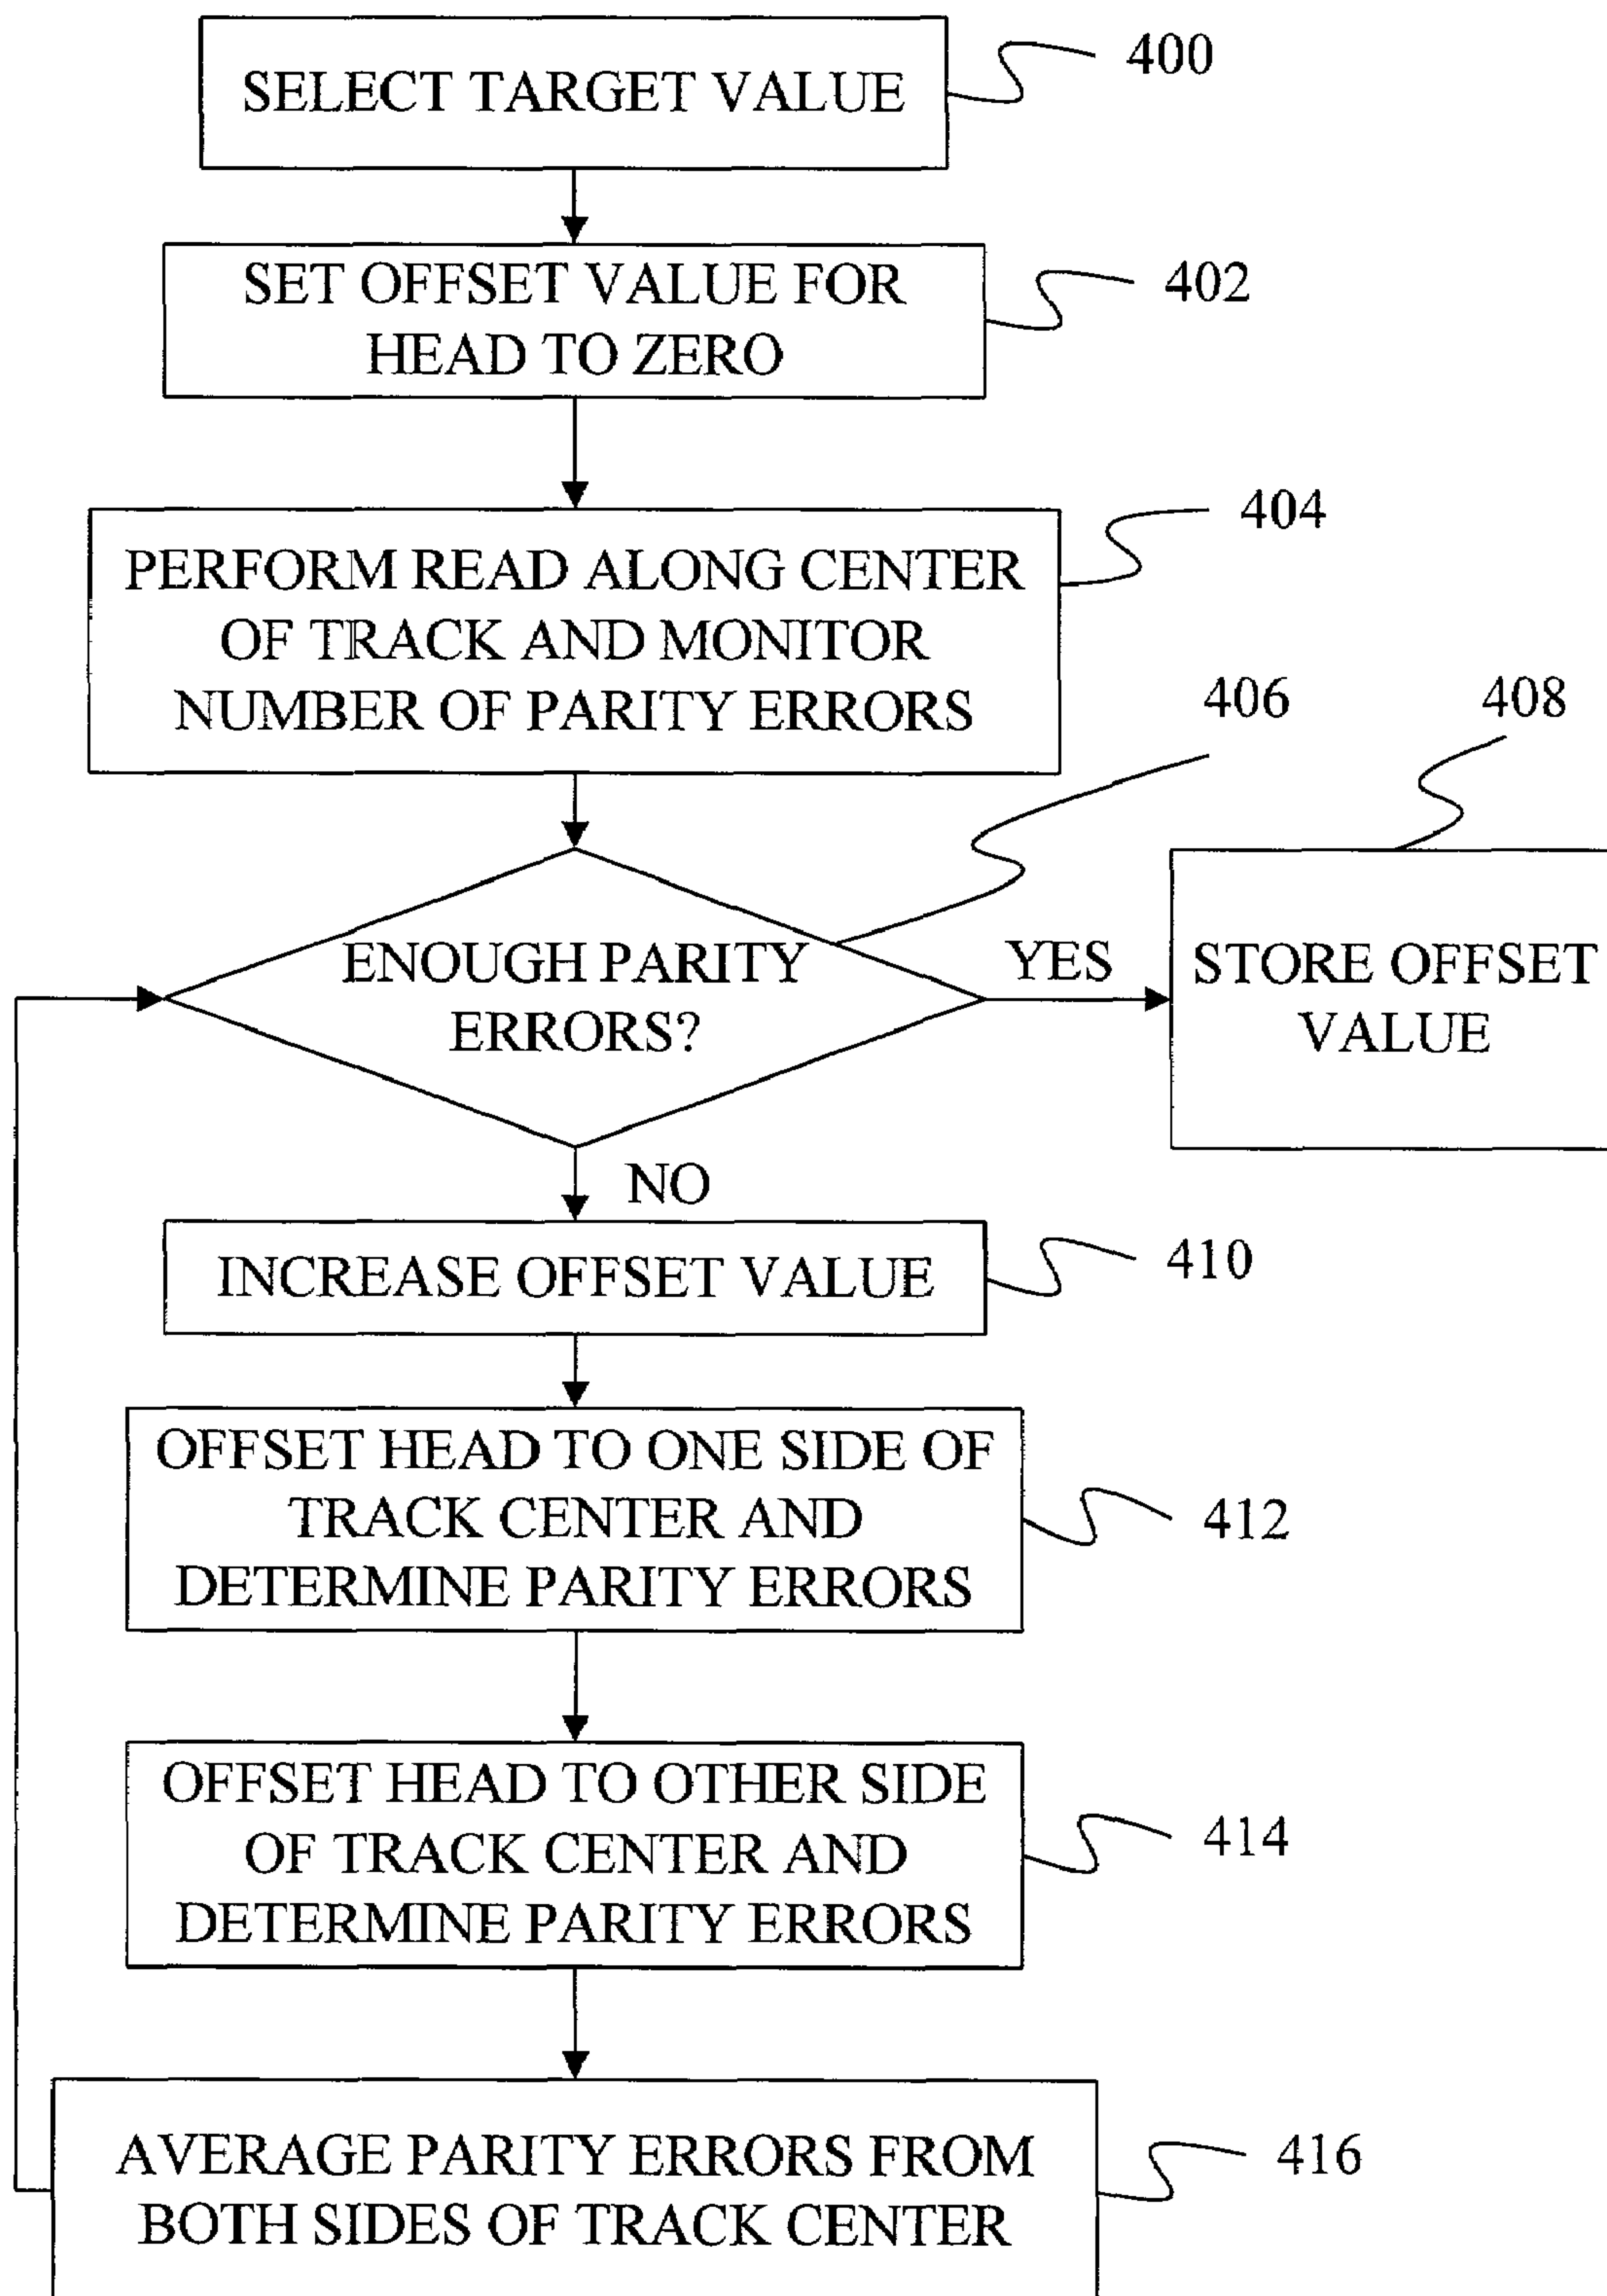 SELECT TARGET VALUE
400
SET OFFSET VALUE FOR
HEAD TO ZERO
402
PERFORM READ ALONG CENTER
OF TRACK AND MONITOR
NUMBER OF PARITY ERRORS
404
406
408
ENOUGH PARITY
ERRORS?
YES
STORE OFFSET
VALUE
NO
INCREASE OFFSET VALUE
410
OFFSET HEAD TO ONE SIDE OF
TRACK CENTER AND
DETERMINE PARITY ERRORS
412
OFFSET HEAD TO OTHER SIDE
OF TRACK CENTER AND
DETERMINE PARITY ERRORS
414
AVERAGE PARITY ERRORS FROM
BOTH SIDES OF TRACK CENTER
416